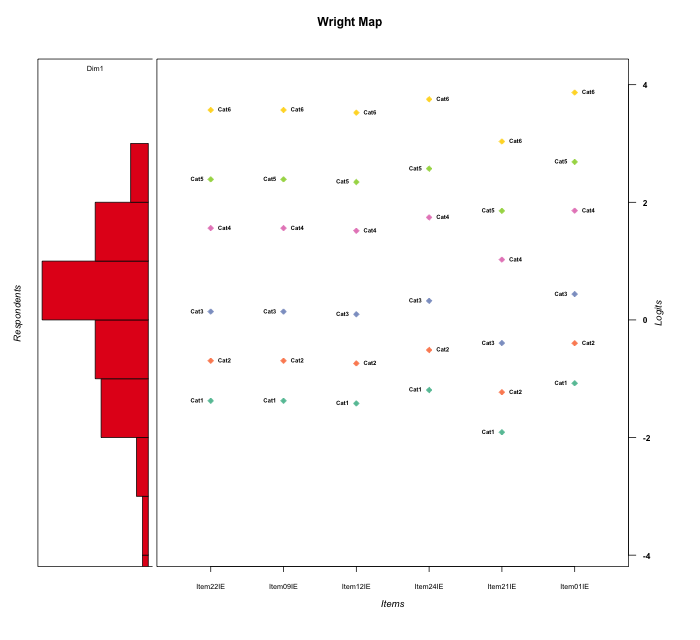 Wright Map
Dim1
4
Cat6 Cat6 Cat6 Cat6 Cat6 Cat6
Cat5 Cat5 Cat5 Cat5 Cat5 Cat5
2
Cat4 Cat4 Cat4 Cat4 Cat4 Cat4
Cat3 Cat3 Cat3 Cat3 Cat3 Cat3
0
Cat2 Cat2 Cat2 Cat2 Cat2 Cat2
Cat1 Cat1 Cat1 Cat1 Cat1 Cat1
-2
-4
Respondents
Logits
Item22IE Item09IE Item12IE Item24IE Item21IE Item01IE
Items